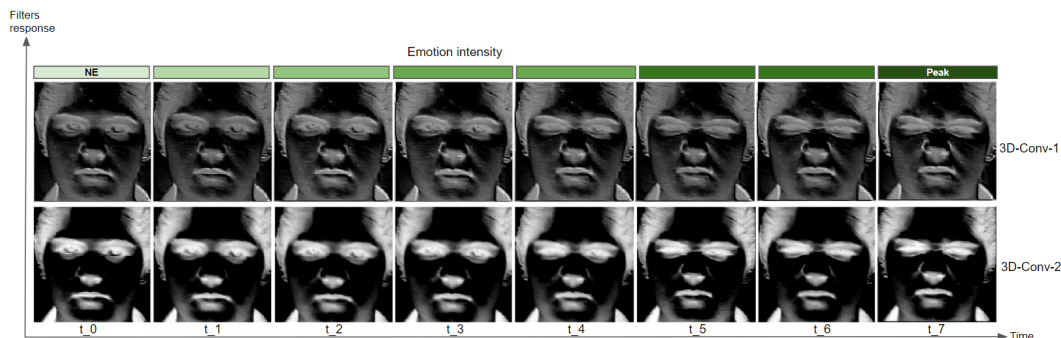 Filters
response
Emotion intensity
NE
Peak
3D-Conv-1
3D-Conv-2
t_0 t_1 t_2 t_3 t_4 t_5 t_6 t_7
Time